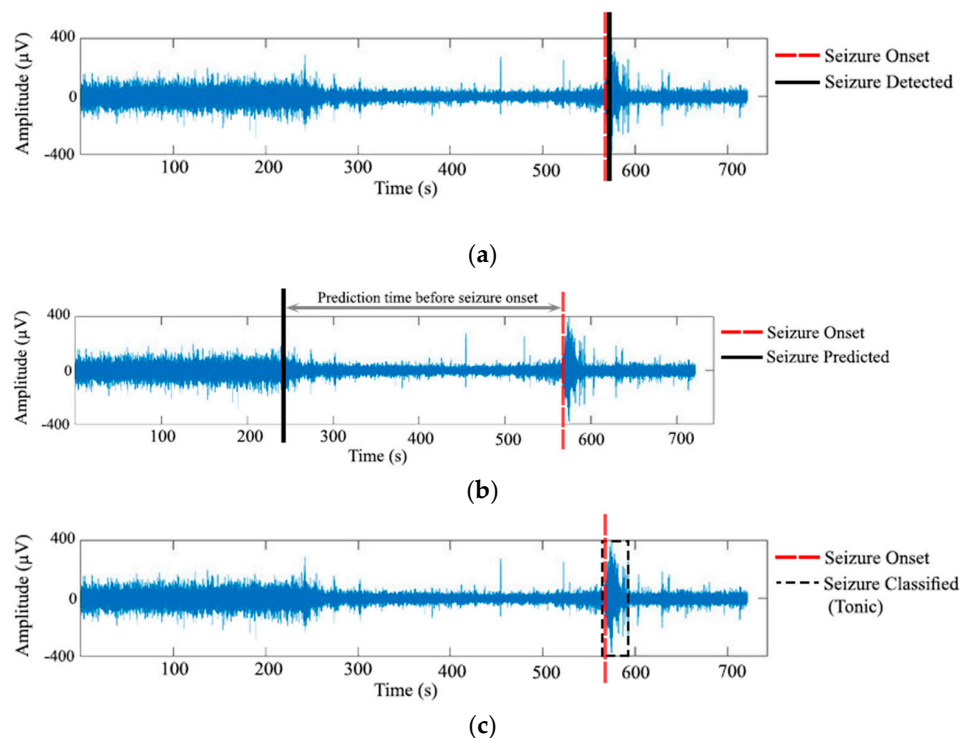 400
0
-400
Amplitude (µV)
100 200 300 400 500 600 700
Time (s)
Seizure Onset
Seizure Detected
(a)
Prediction time before seizure onset
400
0
-400
Amplitude (µV)
100 200 300 400 500 600 700
Time (s)
Seizure Onset
Seizure Predicted
(b)
400
0
-400
Amplitude (µV)
100 200 300 400 500 600 700
Time (s)
Seizure Onset
Seizure Classified
(Tonic)
(c)